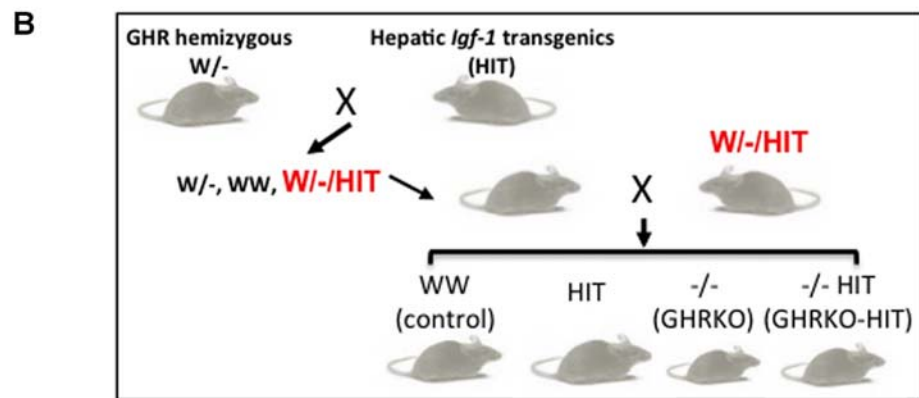 B
GHR hemizygous
W/-
Hepatic Igf-1 transgenics
(HIT)
X
W/-, WW, W/-/HIT
W/-/HIT
X
WW
(control)
HIT
-/-
(GHRKO)
-/- HIT
(GHRKO-HIT)